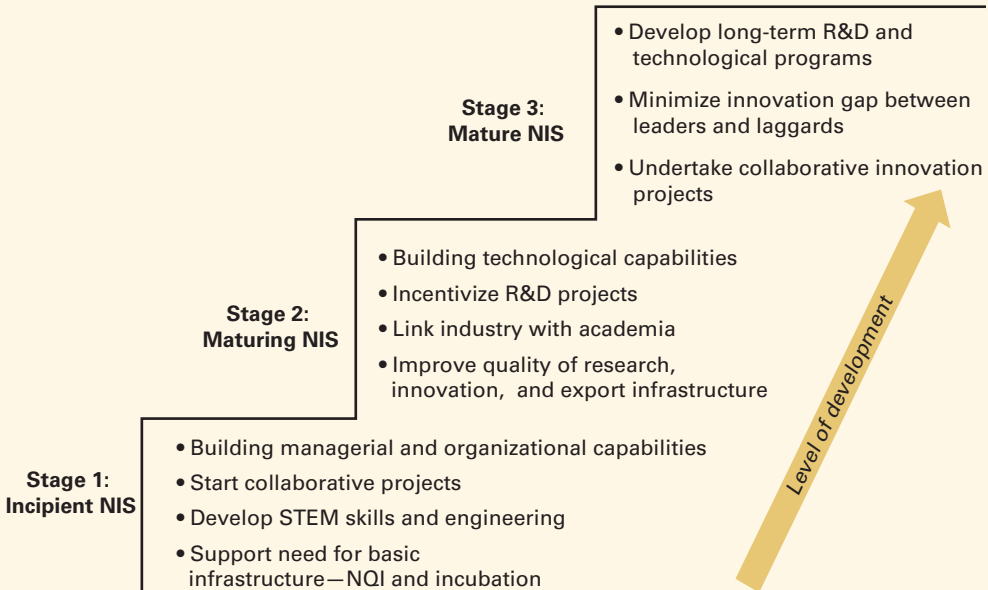 • Develop long-term R&D and
technological programs
• Minimize innovation gap between
leaders and laggards
• Undertake collaborative innovation
projects
Stage 3:
Mature NIS
• Building technological capabilities
• Incentivize R&D projects
• Link industry with academia
• Improve quality of research,
innovation, and export infrastructure
Stage 2:
Maturing NIS
• Building managerial and organizational capabilities
• Start collaborative projects
• Develop STEM skills and engineering
• Support need for basic
infrastructure—NQI and incubation
Stage 1:
Incipient NIS
Level of development